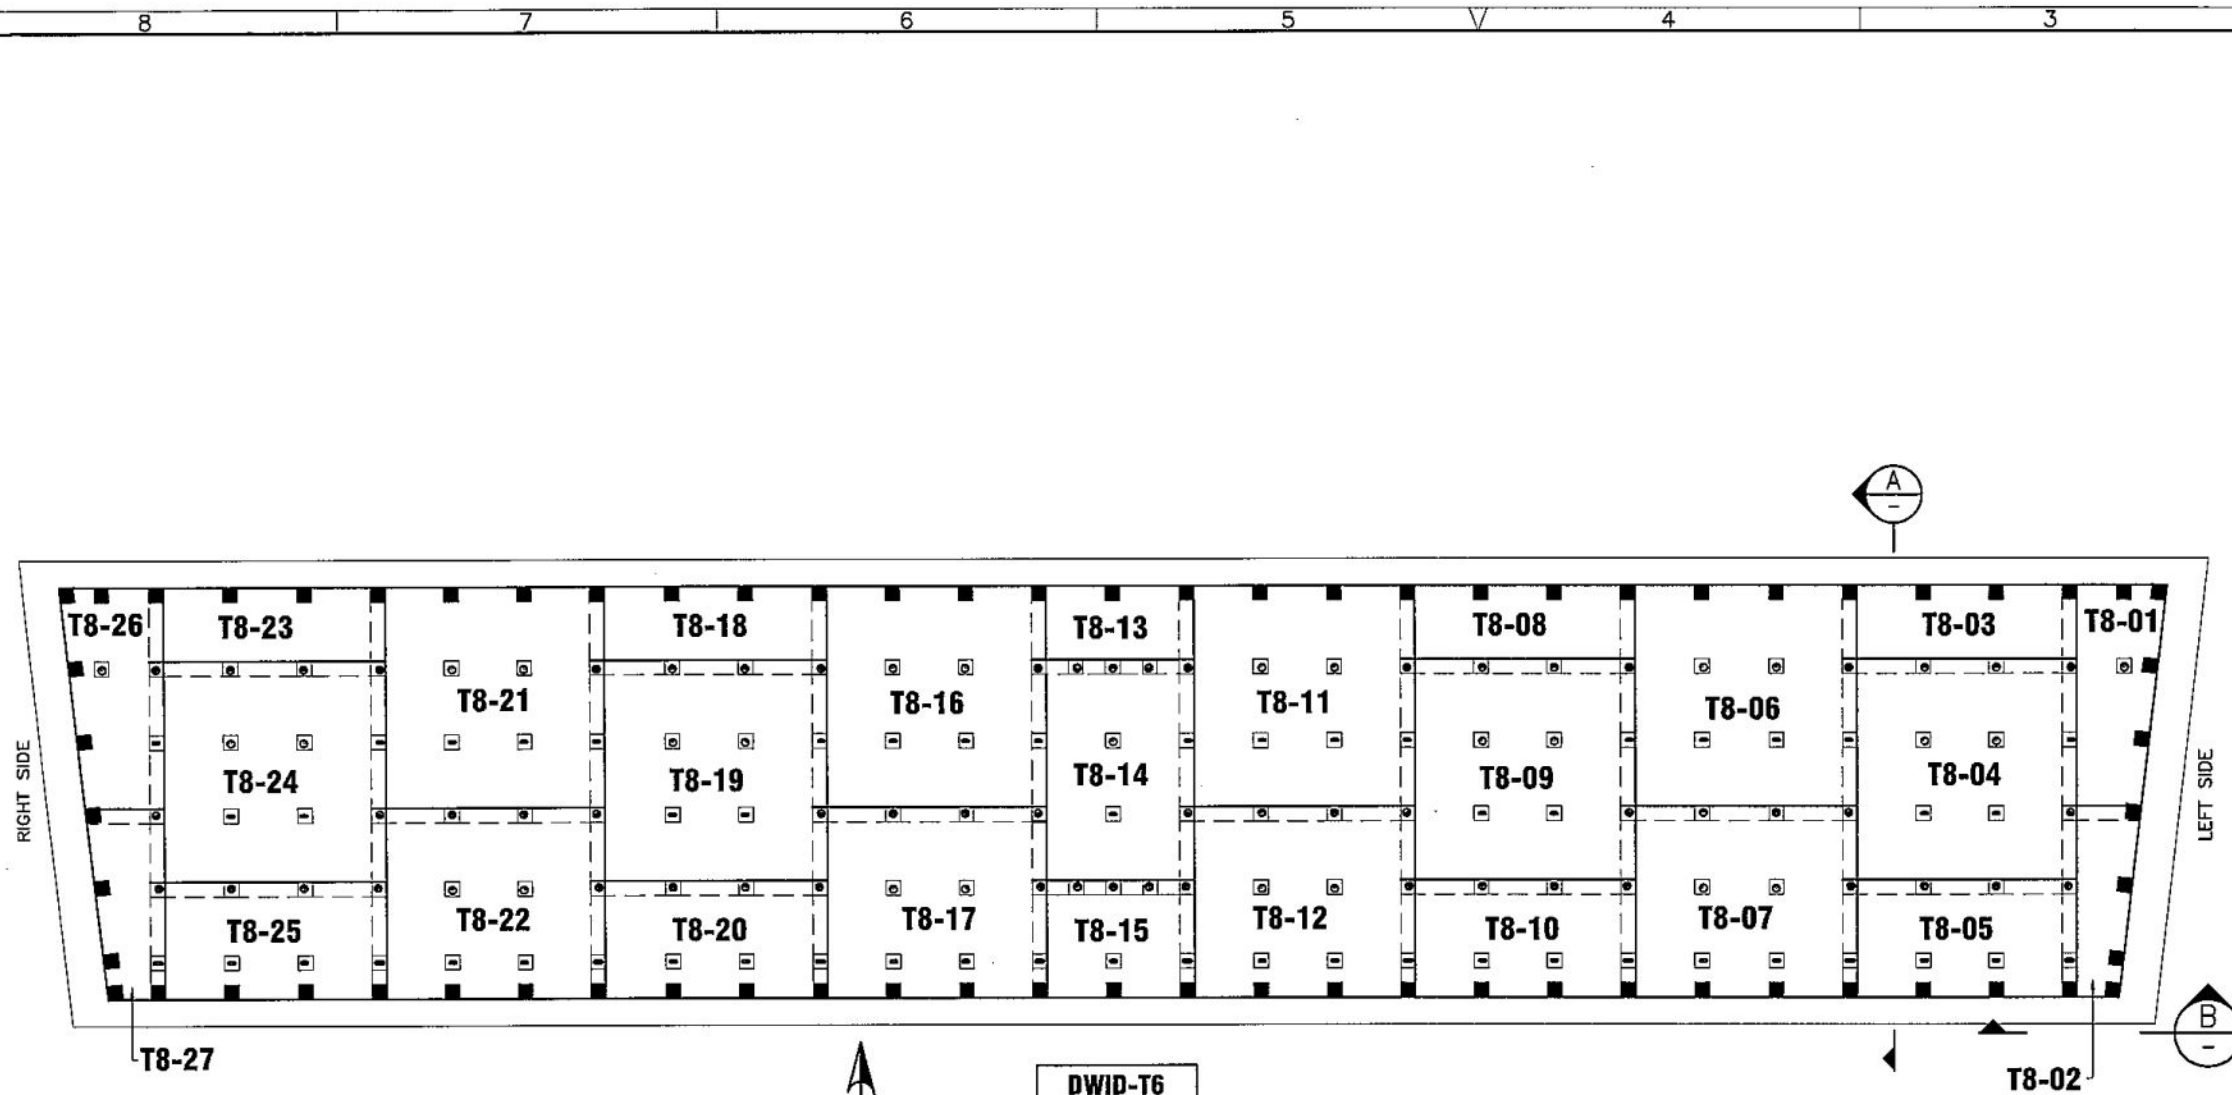 8 7 6 5 4 3
A
-
T8-26 T8-23 T8-18 T8-13 T8-08 T8-03 T8-01
T8-21 T8-16 T8-11 T8-06
RIGHT SIDE
T8-24 T8-19 T8-14 T8-09 T8-04
LEFT SIDE
T8-25 T8-22 T8-20 T8-17 T8-15 T8-12 T8-10 T8-07 T8-05
B
-
T8-27
T8-02
DWID-T6